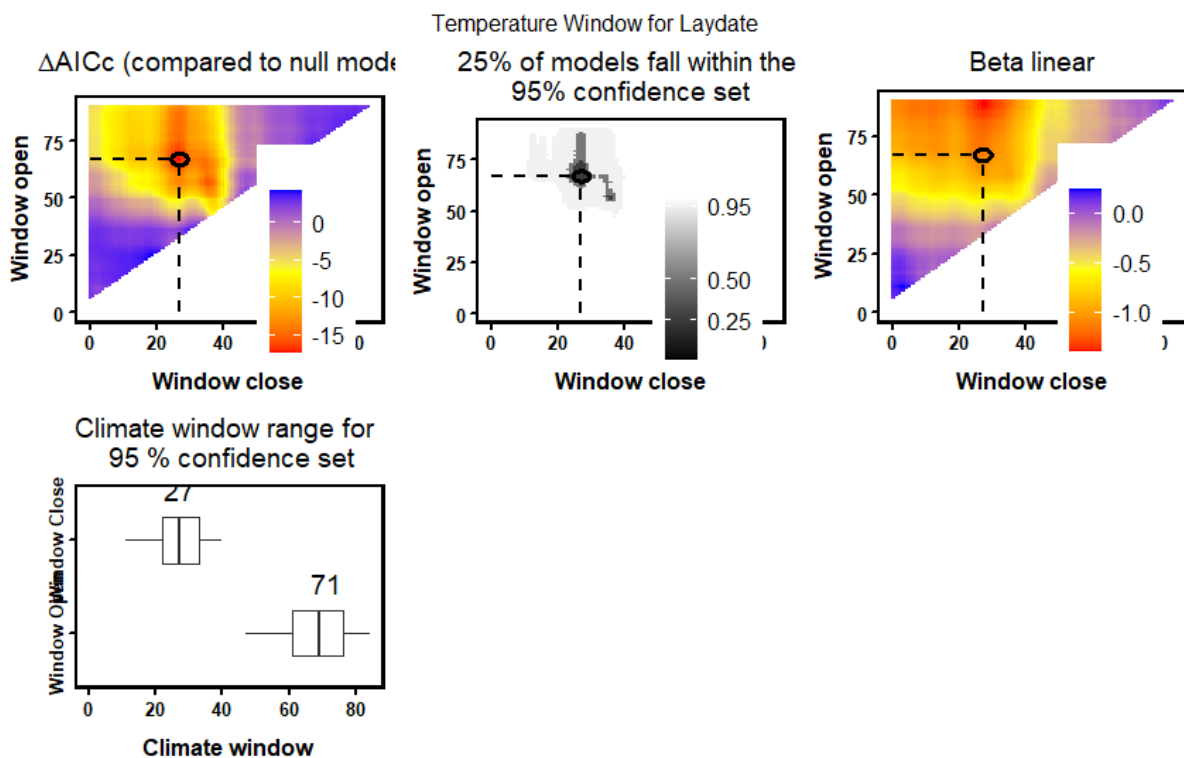 Temperature Window for Laydate
ΔAICc (compared to null mode
25% of models fall within the
95% confidence set
Beta linear
Window open
75
50
25
0
0
-5
-10
-15
0
20
0
Window close
Window open
75
50
25
0
0.95
0.50
0.25
0
20
40
Window close
Window open
75
50
25
0
0.0
-0.5
-1.0
0
20
40
Window close
Climate window range for
95 % confidence set
Window Close
Window Open
27
71
0
20
40
60
80
Climate window